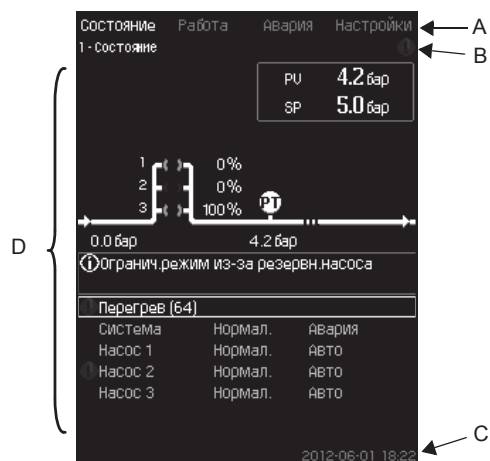 Состояние Работа Авария Настройки A
1 - Состояние B
PV 4.2 бар
SP 5.0 бар
1 0%
2 0%
3 100% PT
D
0.0 бар 4.2 бар
Огранич.режим из-за резервн.насоса
Перегрев (64)
Система Нормал. Авария
Насос 1 Нормал. Авто
Насос 2 Нормал. Авто
Насос 3 Нормал. Авто
C
2012-06-01 18:22